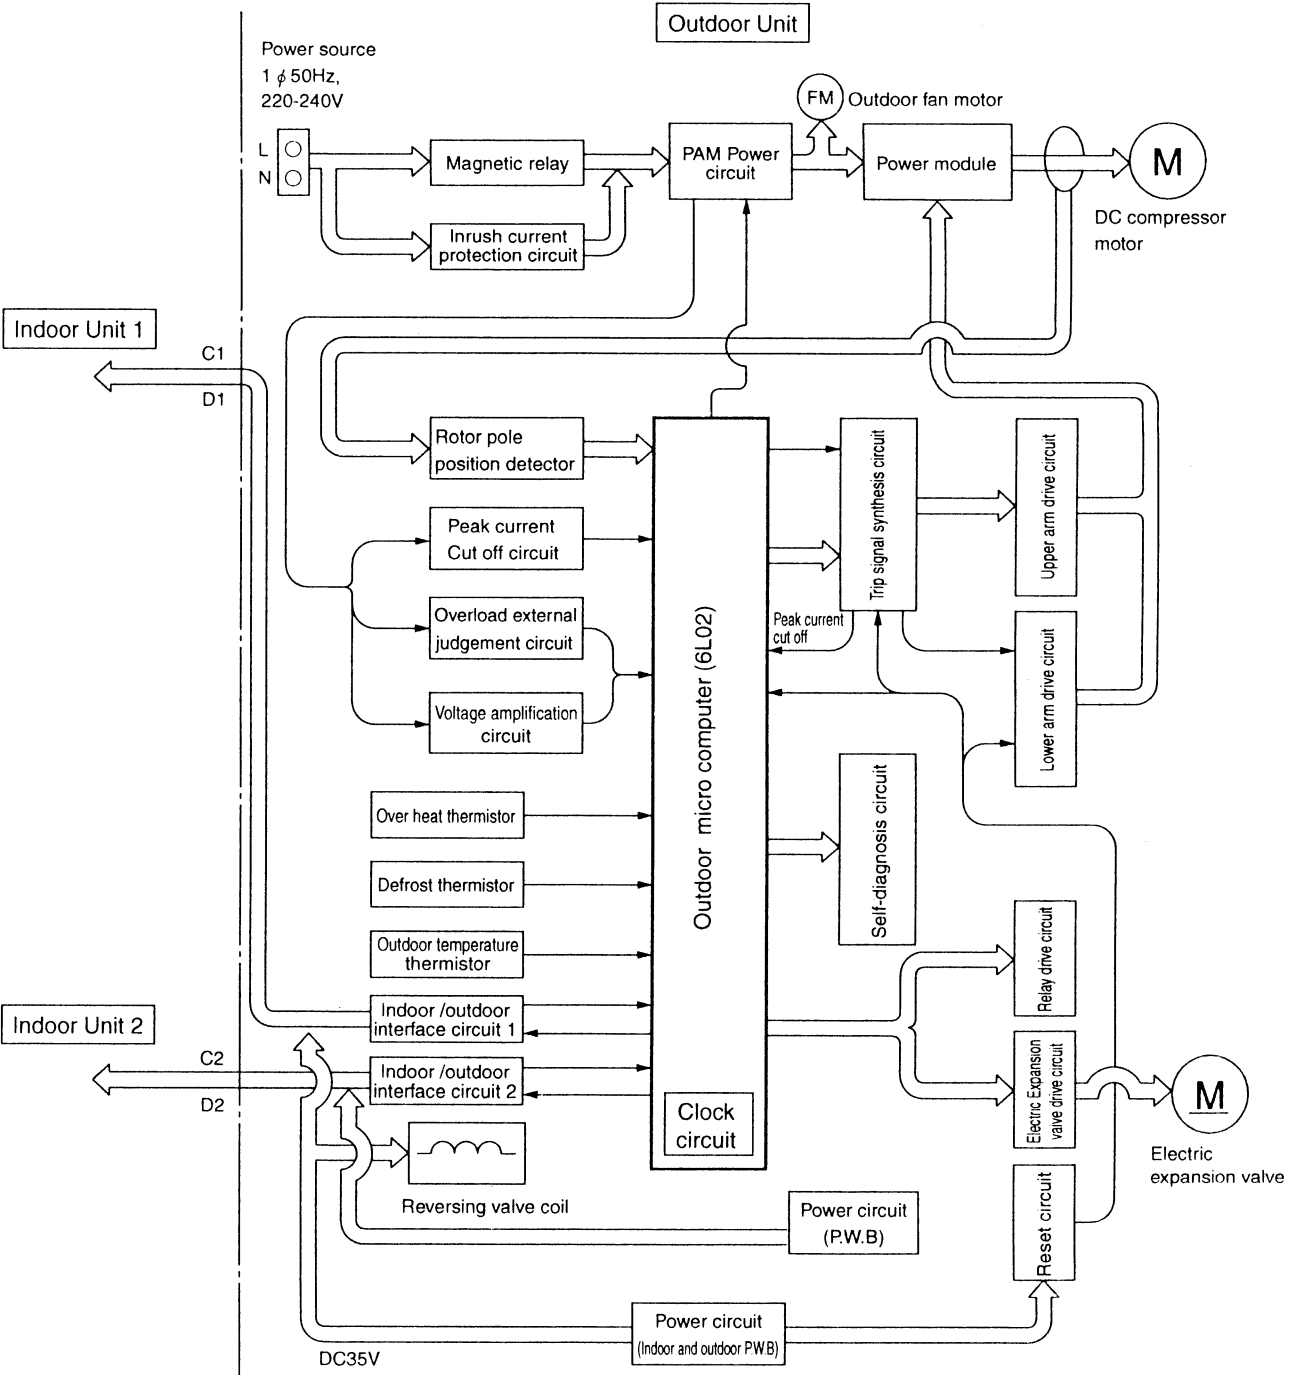 Outdoor Unit
Power source
1 ϕ 50Hz,
220-240V
L
N
FM
Outdoor fan motor
Magnetic relay
PAM Power
circuit
Power module
M
DC compressor
motor
Inrush current
protection circuit
Indoor Unit 1
C1
D1
Rotor pole
position detector
Peak current
Cut off circuit
Overload external
judgement circuit
Voltage amplification
circuit
Over heat thermistor
Defrost thermistor
Outdoor temperature
thermistor
Indoor /outdoor
interface circuit 1
Indoor /outdoor
interface circuit 2
Outdoor micro computer (6L02)
Clock
circuit
Trip signal synthesis circuit
Peak current
cut off
Upper arm drive circuit
Lower arm drive circuit
Self-diagnosis circuit
Relay drive circuit
Electric Expansion
valve drive circuit
M
Electric
expansion valve
Indoor Unit 2
C2
D2
Reversing valve coil
Power circuit
(P.W.B)
Reset circuit
Power circuit
(Indoor and outdoor P.W.B)
DC35V